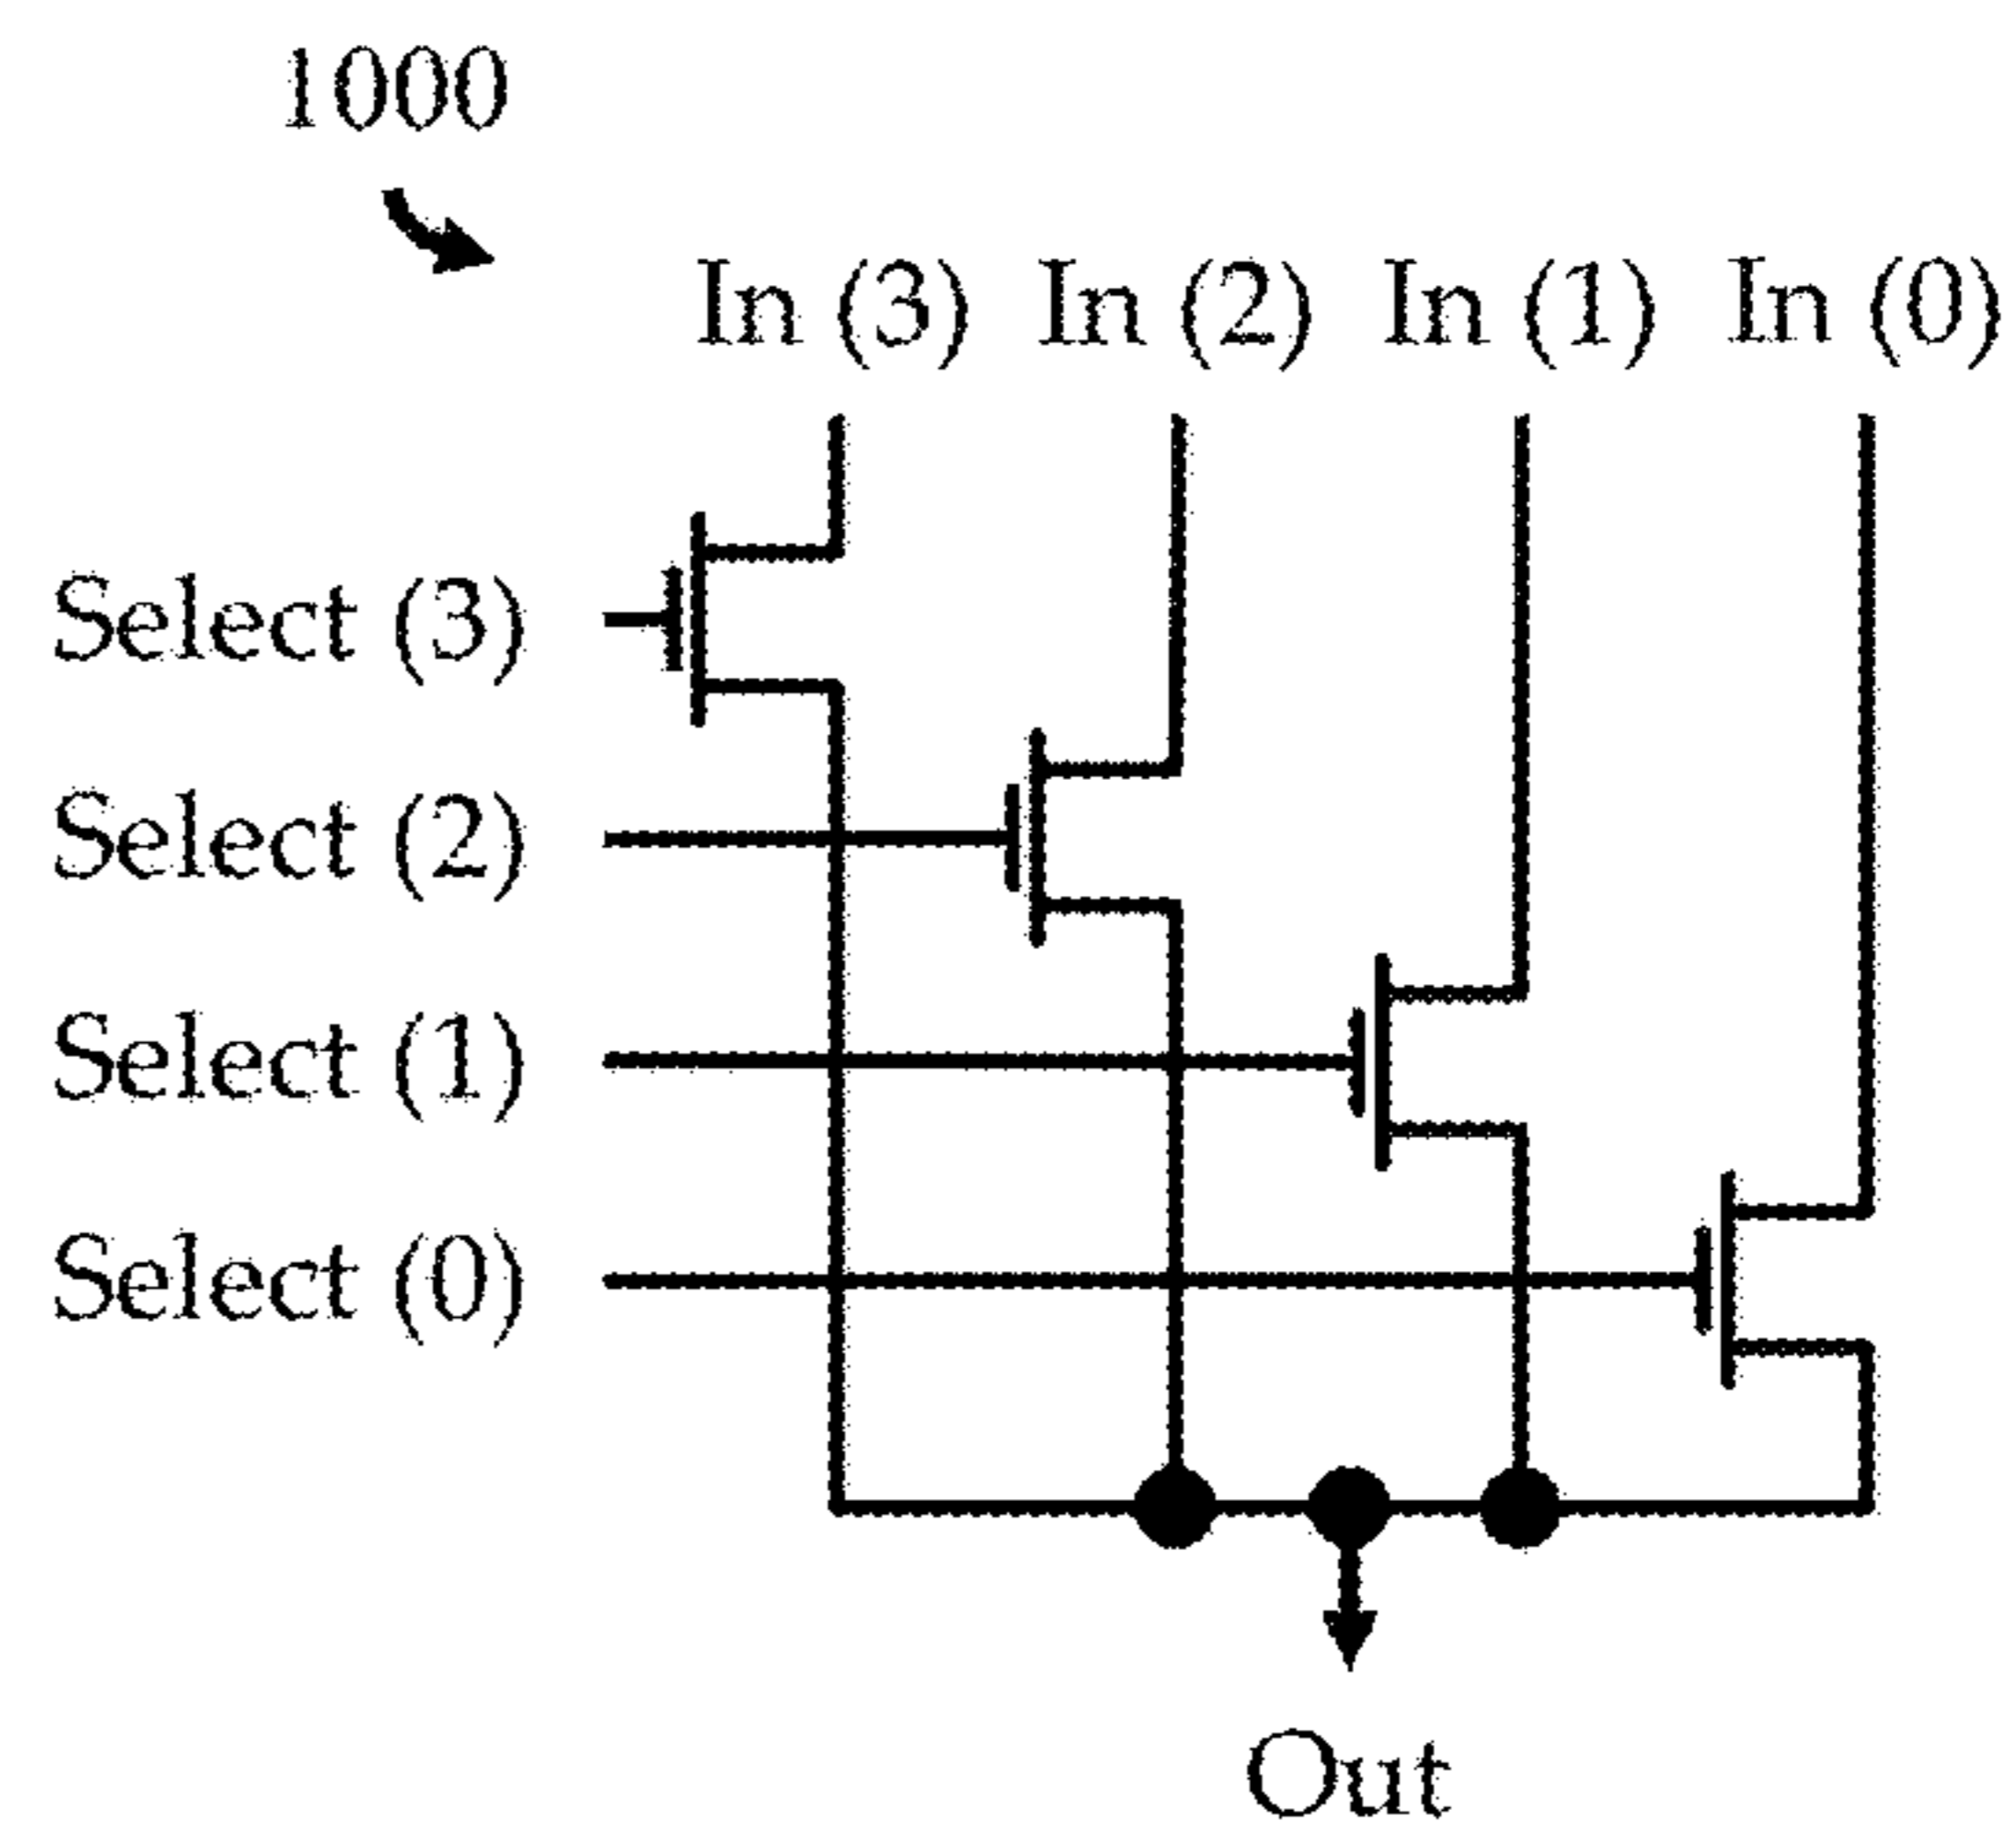 1000
In (3) In (2) In (1) In (0)
Select (3)
Select (2)
Select (1)
Select (0)
Out